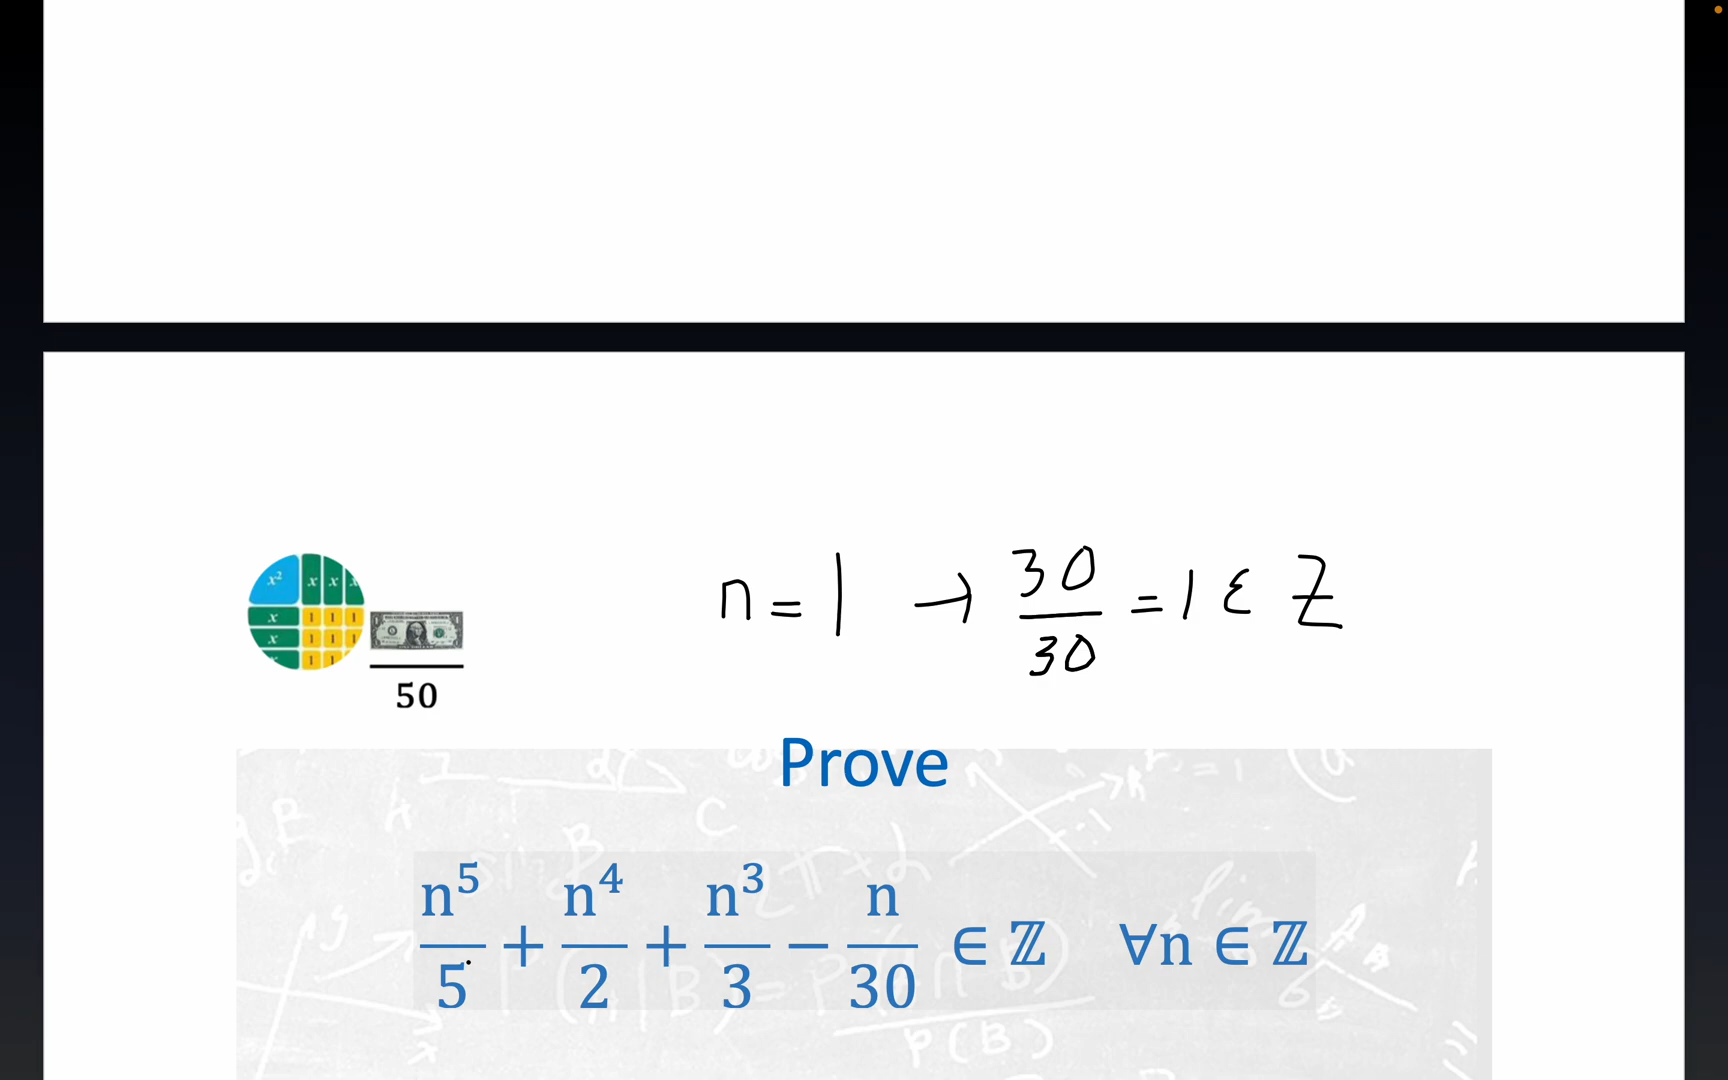 n = 1 → 30/30 = 1 ∈ Z
x² x x x
x 1 1 1
x 1 1 1
x 1 1
50
Prove
n⁵/5 + n⁴/2 + n³/3 − n/30 ∈ ℤ ∀n ∈ ℤ